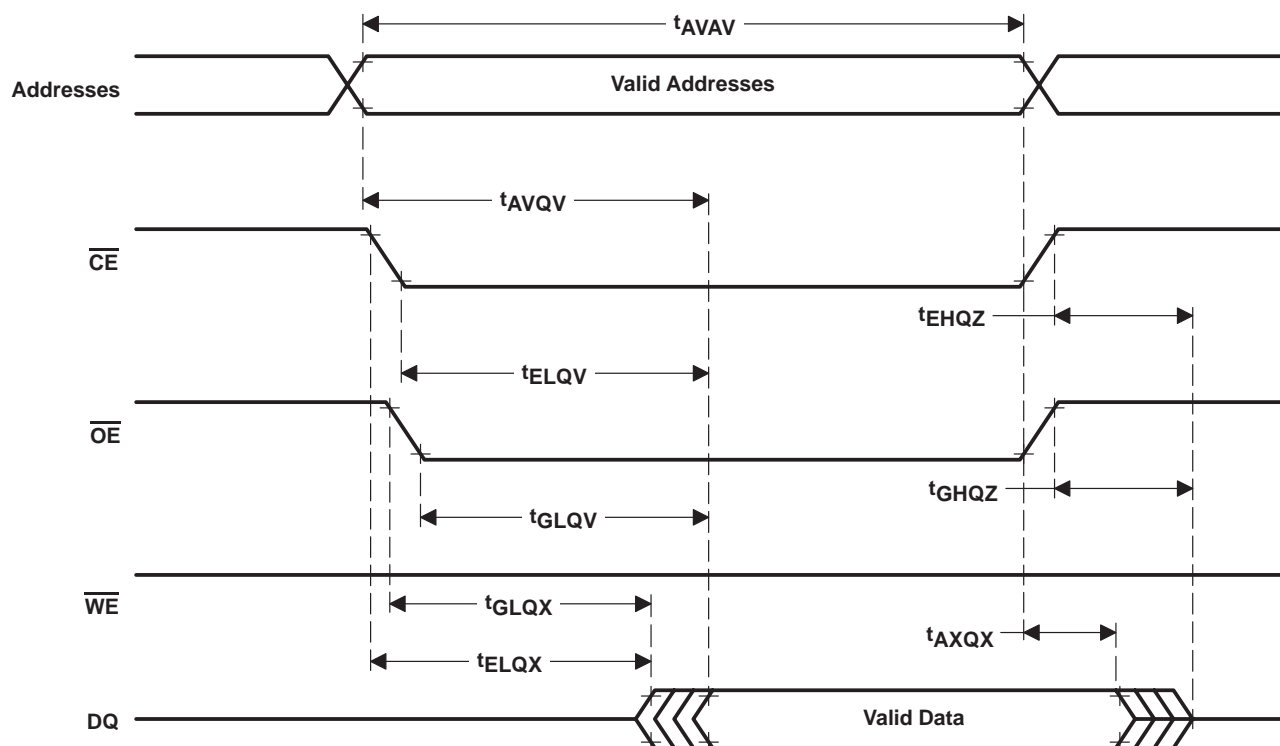 tAVAV
Addresses
Valid Addresses
tAVQV
CE
tEHQZ
tELQV
OE
tGHQZ
tGLQV
WE
tGLQX
tAXQX
tELQX
DQ
Valid Data